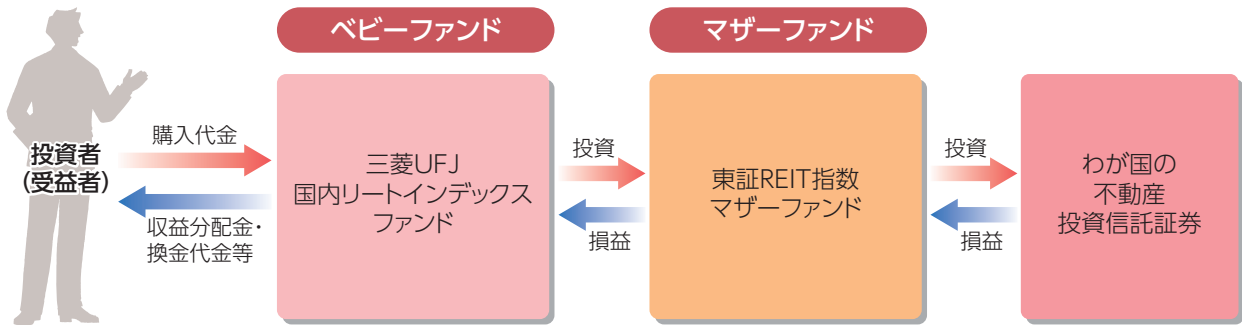 ベビーファンド
マザーファンド
投資者
(受益者)
購入代金
収益分配金・
換金代金等
三菱UFJ
国内リートインデックス
ファンド
投資
損益
東証REIT指数
マザーファンド
投資
損益
わが国の
不動産
投資信託証券